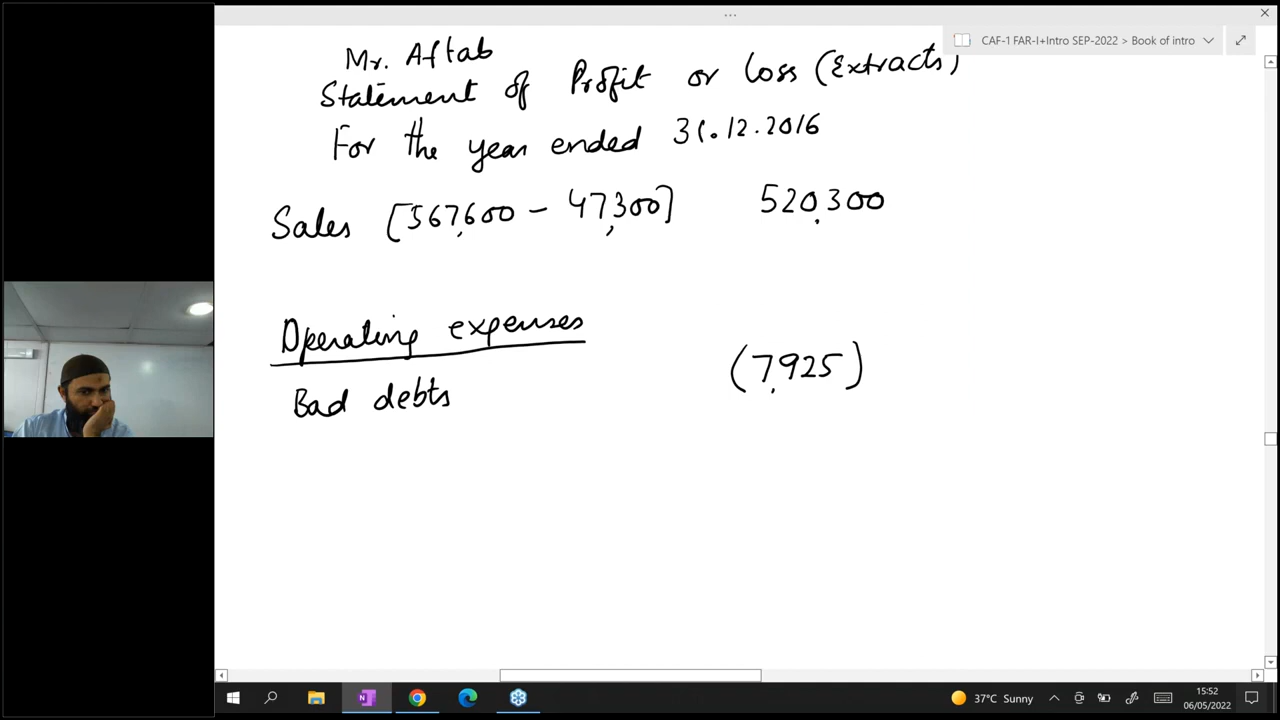 CAF-1 FAR-I+Intro SEP-2022 > Book of intro
Mr. Aftab
Statement of Profit or loss (Extracts)
For the year ended 31.12.2016
Sales [567,600 - 47,300] 520,300
Operating expenses
Bad debts (7,925)
37°C Sunny
15:52
06/05/2022